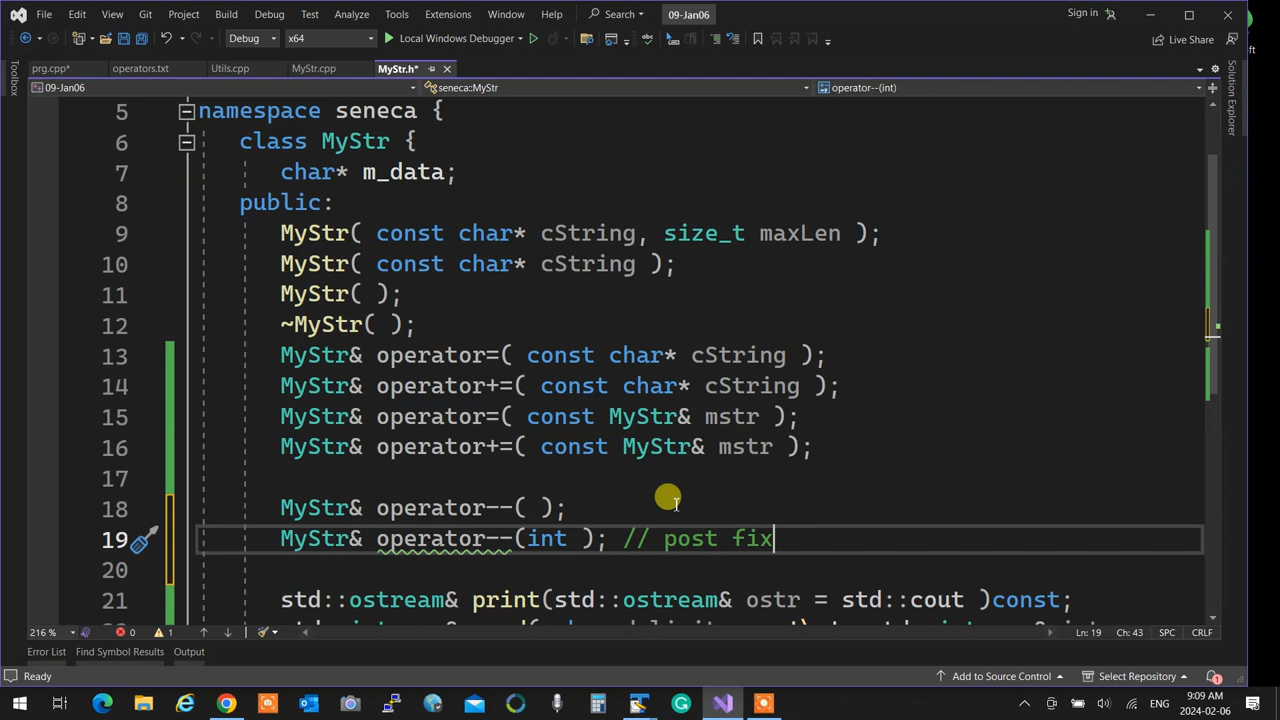 File Edit View Git Project Build Debug Test Analyze Tools Extensions Window Help Search 09-Jan06 Sign in
Debug x64 Local Windows Debugger Live Share
prg.cpp* operators.txt Utils.cpp MyStr.cpp MyStr.h*
09-Jan06 seneca::MyStr operator--(int)
Toolbox
Solution Explorer
5 namespace seneca {
6 class MyStr {
7 char* m_data;
8 public:
9 MyStr( const char* cString, size_t maxLen );
10 MyStr( const char* cString );
11 MyStr( );
12 ~MyStr( );
13 MyStr& operator=( const char* cString );
14 MyStr& operator+=( const char* cString );
15 MyStr& operator=( const MyStr& mstr );
16 MyStr& operator+=( const MyStr& mstr );
17
18 MyStr& operator--( );
19 MyStr& operator--(int ); // post fix
20
21 std::ostream& print(std::ostream& ostr = std::cout )const;
216 % 0 1 Ln: 19 Ch: 43 SPC CRLF
Error List Find Symbol Results Output
Ready Add to Source Control Select Repository 1
ENG 9:09 AM
2024-02-06